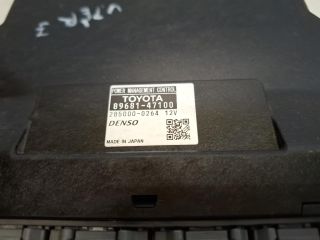 POWER MANAGEMENT CONTROL
TOYOTA
89681-47100
285000-0264 12V
DENSO
MADE IN JAPAN